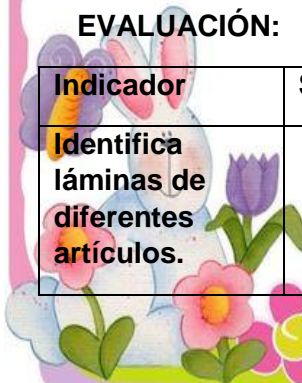 EVALUACIÓN:
Indicador
Identifica
láminas de
diferentes
artículos.